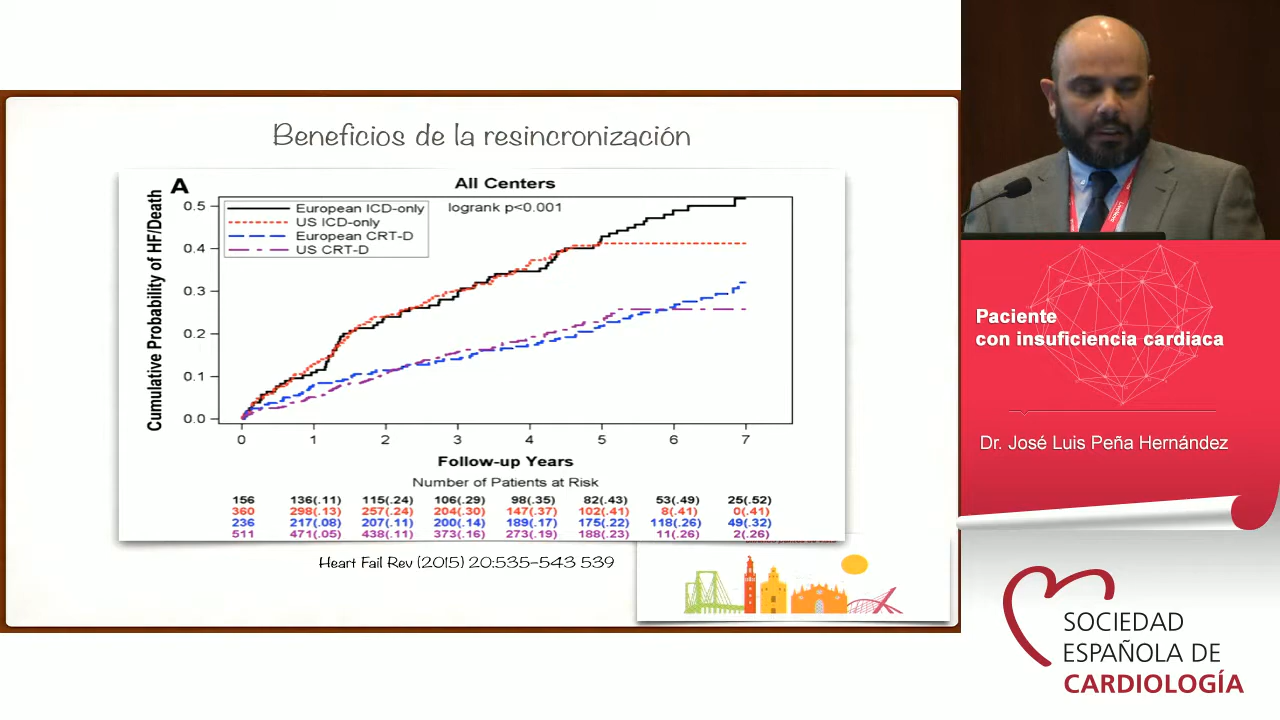 Beneficios de la resincronización
A
All Centers
Cumulative Probability of HF/Death
European ICD-only
US ICD-only
European CRT-D
US CRT-D
logrank p<0.001
0.5
0.4
0.3
0.2
0.1
0.0
0 1 2 3 4 5 6 7
Follow-up Years
Number of Patients at Risk
156 136(.11) 115(.24) 106(.29) 98(.35) 82(.43) 53(.49) 25(.52)
360 298(.13) 257(.24) 204(.30) 147(.37) 102(.41) 8(.41) 0(.41)
236 217(.08) 207(.11) 200(.14) 189(.17) 175(.22) 118(.26) 49(.32)
511 471(.05) 438(.11) 373(.16) 273(.19) 188(.23) 11(.26) 2(.26)
Heart Fail Rev (2015) 20:535-543 539
Paciente
con insuficiencia cardiaca
Dr. José Luis Peña Hernández
SOCIEDAD
ESPAÑOLA DE
CARDIOLOGÍA